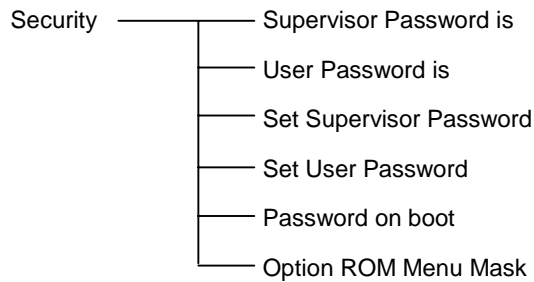 Security
Supervisor Password is
User Password is
Set Supervisor Password
Set User Password
Password on boot
Option ROM Menu Mask